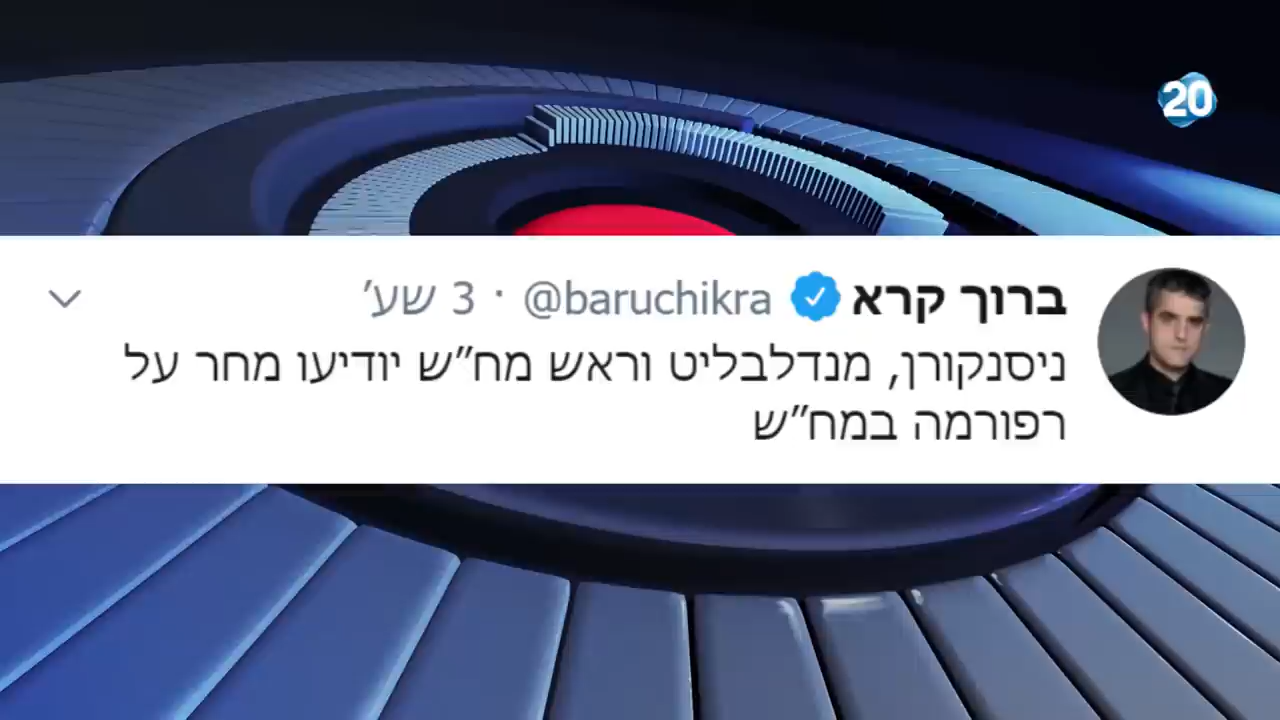 20
ברוך קרא @baruchikra · 3 שע׳
ניסנקורן, מנדלבליט וראש מח״ש יודיעו מחר על
רפורמה במח״ש